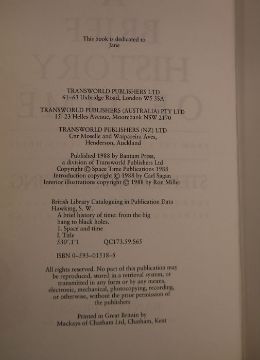 This book is dedicated to
Jane
TRANSWORLD PUBLISHERS LTD
61–63 Uxbridge Road, London W5 5SA
TRANSWORLD PUBLISHERS (AUSTRALIA) PTY LTD
15–23 Helles Avenue, Moorebank NSW 2170
TRANSWORLD PUBLISHERS (NZ) LTD
Cnr Moselle and Waipareira Aves,
Henderson, Auckland
Published 1988 by Bantam Press,
a division of Transworld Publishers Ltd
Copyright © Space Time Publications 1988
Introduction copyright © 1988 by Carl Sagan
Interior illustrations copyright © 1988 by Ron Miller
British Library Cataloguing in Publication Data
Hawking, S. W.
A brief history of time: from the big
bang to black holes.
1. Space and time
I. Title
530'.1'1 QC173.59.S65
ISBN 0–593–01518–5
All rights reserved. No part of this publication may
be reproduced, stored in a retrieval system, or
transmitted in any form or by any means,
electronic, mechanical, photocopying, recording,
or otherwise, without the prior permission of
the publishers
Printed in Great Britain by
Mackays of Chatham Ltd, Chatham, Kent